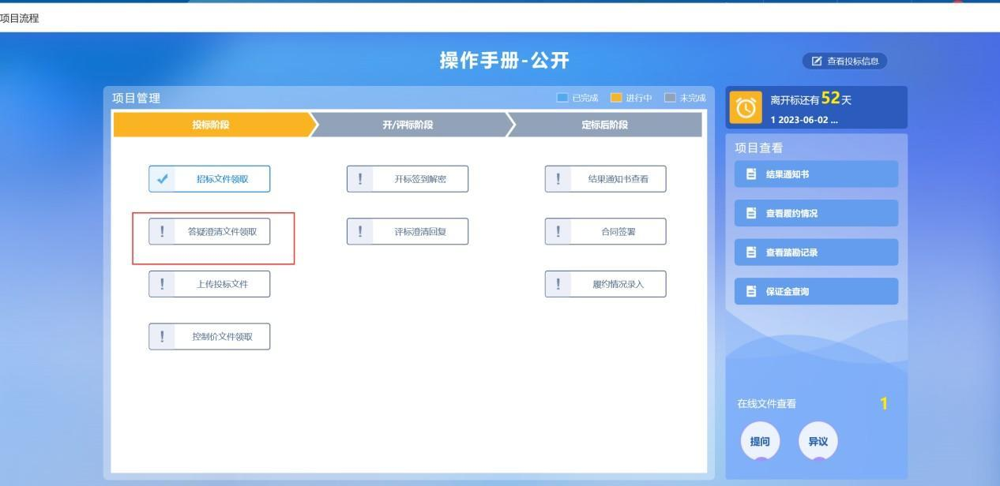 项目流程
操作手册-公开
查看投标信息
项目管理
已完成 进行中 未完成
投标阶段 开/评标阶段 定标后阶段
招标文件领取
答疑澄清文件领取
上传投标文件
控制价文件领取
开标签到解密
评标澄清回复
结果通知书查看
合同签署
履约情况录入
离开标还有52天
1 2023-06-02 ...
项目查看
结果通知书
查看履约情况
查看踏勘记录
保证金查询
在线文件查看 1
提问 异议